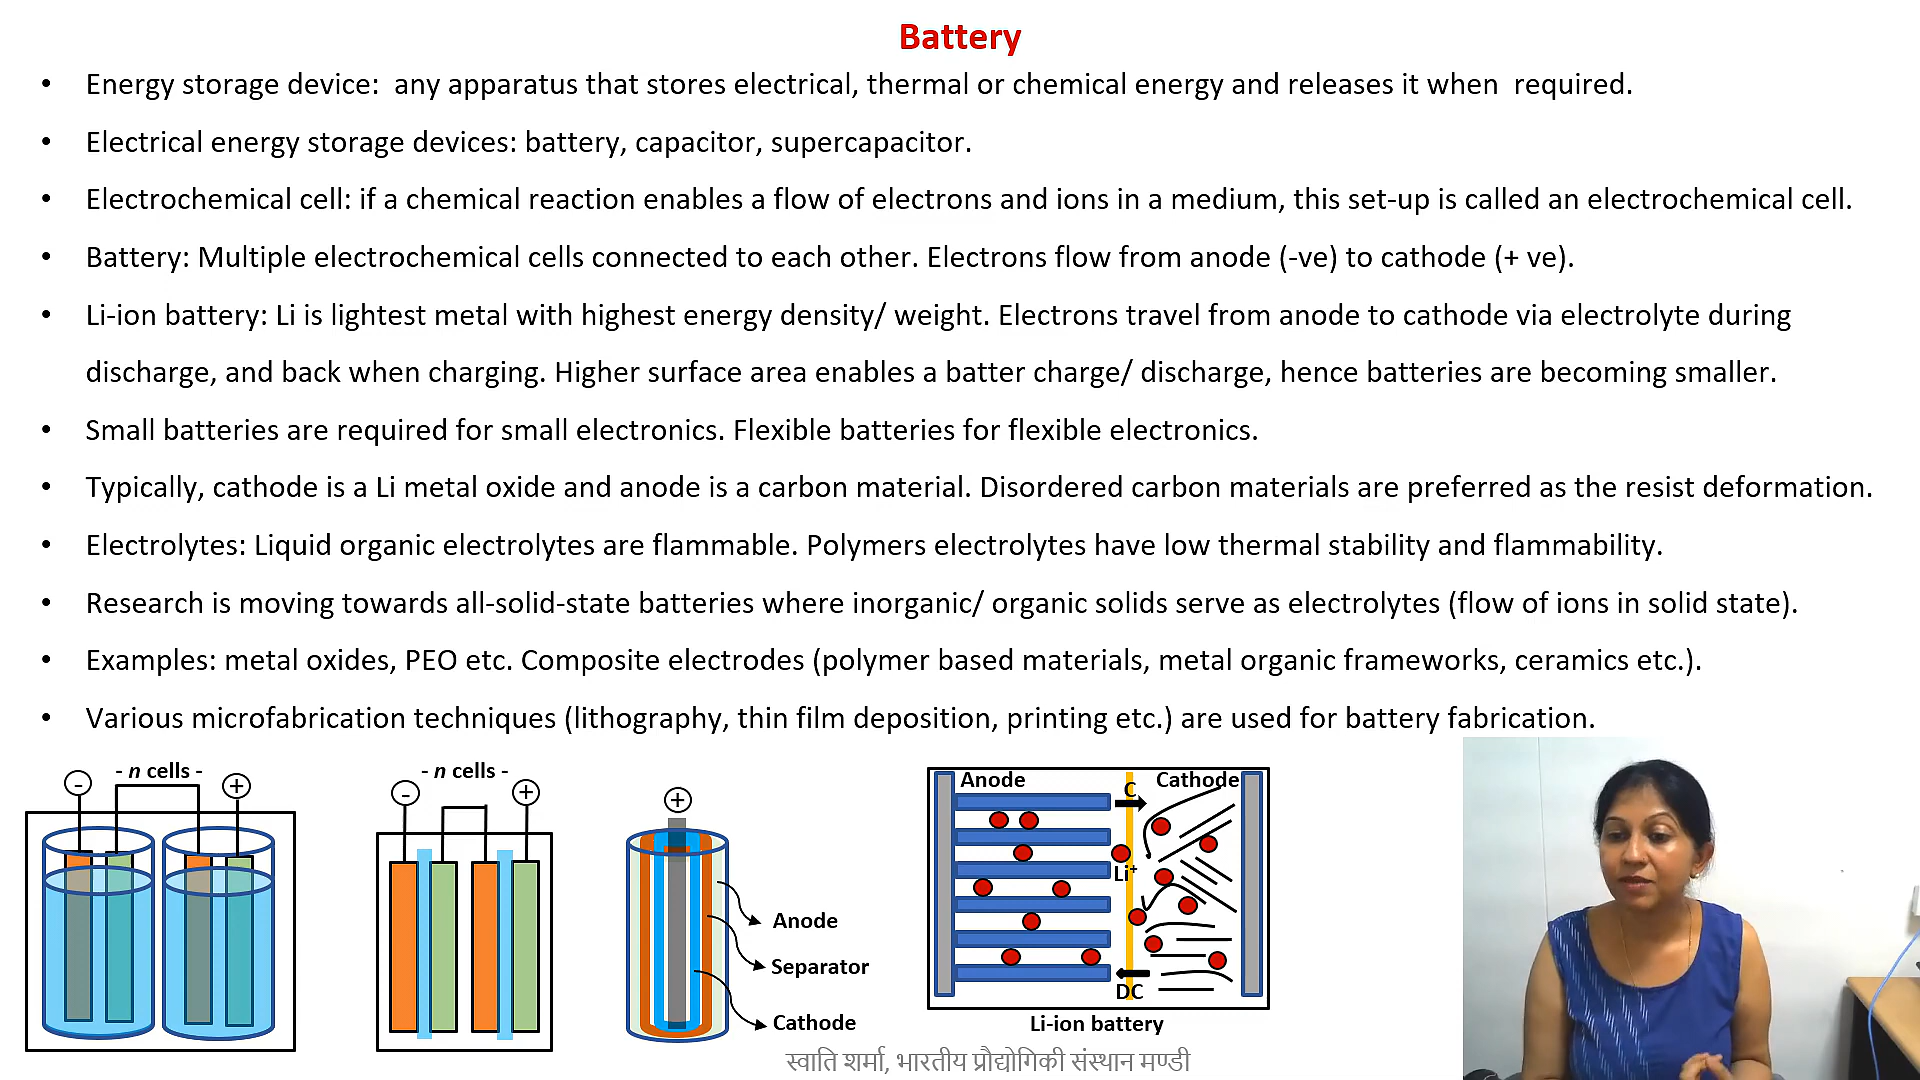 Battery
• Energy storage device:  any apparatus that stores electrical, thermal or chemical energy and releases it when  required.
• Electrical energy storage devices: battery, capacitor, supercapacitor.
• Electrochemical cell: if a chemical reaction enables a flow of electrons and ions in a medium, this set-up is called an electrochemical cell.
• Battery: Multiple electrochemical cells connected to each other. Electrons flow from anode (-ve) to cathode (+ ve).
• Li-ion battery: Li is lightest metal with highest energy density/ weight. Electrons travel from anode to cathode via electrolyte during
discharge, and back when charging. Higher surface area enables a batter charge/ discharge, hence batteries are becoming smaller.
• Small batteries are required for small electronics. Flexible batteries for flexible electronics.
• Typically, cathode is a Li metal oxide and anode is a carbon material. Disordered carbon materials are preferred as the resist deformation.
• Electrolytes: Liquid organic electrolytes are flammable. Polymers electrolytes have low thermal stability and flammability.
• Research is moving towards all-solid-state batteries where inorganic/ organic solids serve as electrolytes (flow of ions in solid state).
• Examples: metal oxides, PEO etc. Composite electrodes (polymer based materials, metal organic frameworks, ceramics etc.).
• Various microfabrication techniques (lithography, thin film deposition, printing etc.) are used for battery fabrication.
- - n cells - +
- - n cells - +
+
Anode
Separator
Cathode
Anode
C
Cathode
Li+
DC
Li-ion battery
स्वाति शर्मा, भारतीय प्रौद्योगिकी संस्थान मण्डी